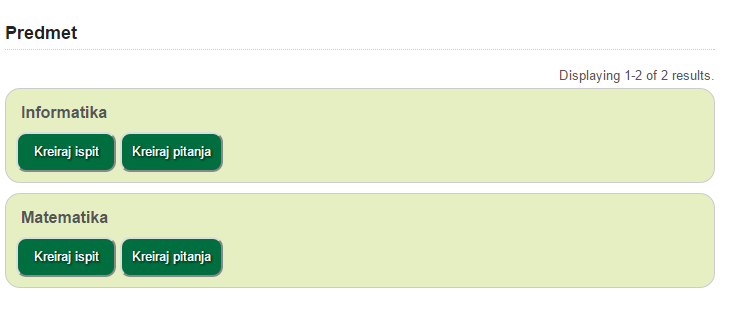 Predmet
Displaying 1-2 of 2 results.
Informatika
Kreiraj ispit Kreiraj pitanja
Matematika
Kreiraj ispit Kreiraj pitanja